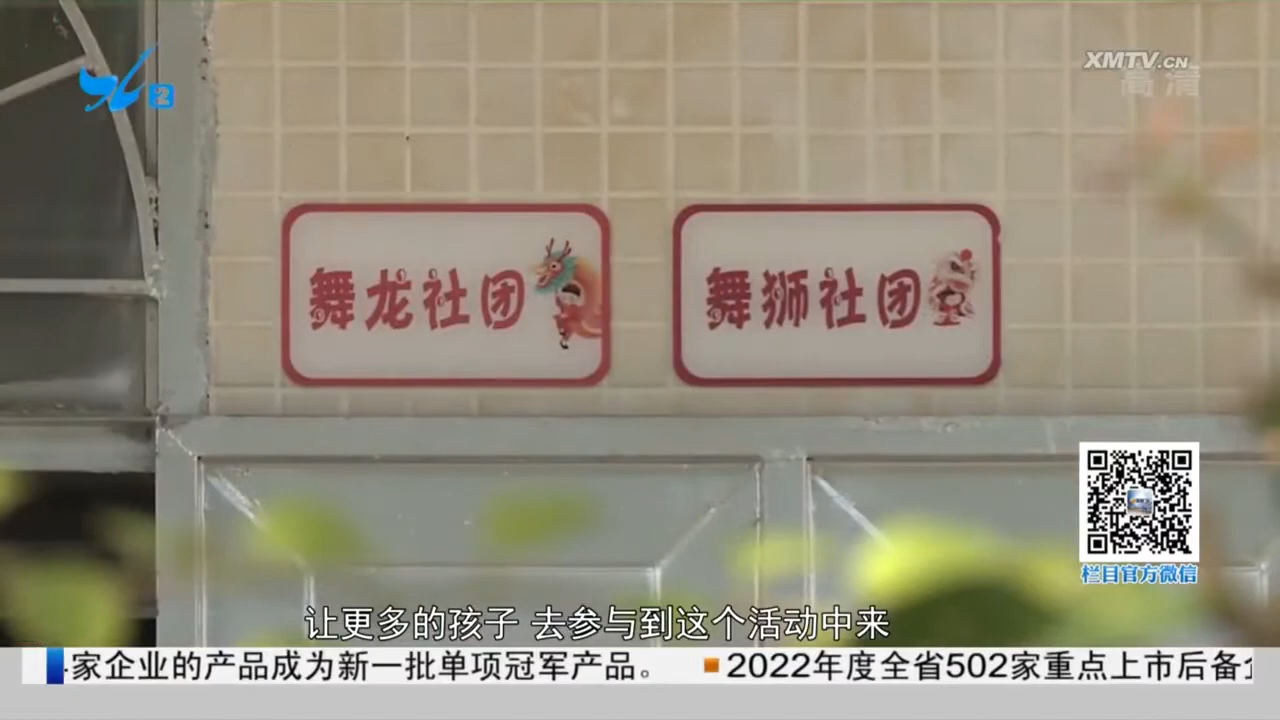 2
XMTV.CN
高清
舞龙社团
舞狮社团
栏目官方微信
让更多的孩子 去参与到这个活动中来
家企业的产品成为新一批单项冠军产品。 2022年度全省502家重点上市后备企